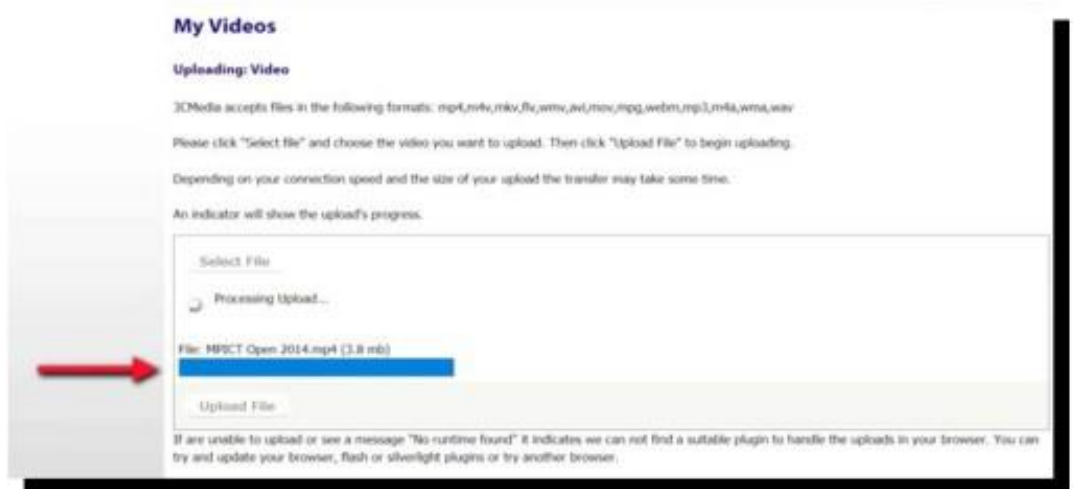 My Videos
Uploading: Video
3CMedia accepts files in the following formats: mp4,m4v,mkv,flv,wmv,avi,mov,mpg,webm,mp3,m4a,wma,wav
Please click "Select file" and choose the video you want to upload. Then click "Upload File" to begin uploading.
Depending on your connection speed and the size of your upload the transfer may take some time.
An indicator will show the upload's progress.
Select File
Processing Upload...
File: MPICT Open 2014.mp4 (3.8 mb)
Upload File
If are unable to upload or see a message "No runtime found" it indicates we can not find a suitable plugin to handle the uploads in your browser. You can
try and update your browser, flash or silverlight plugins or try another browser.